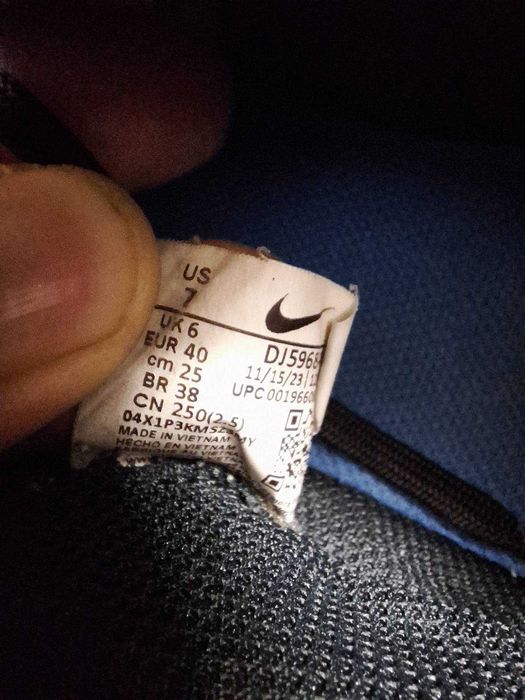 US
7
UK 6
EUR 40
cm 25
BR 38
CN 250(2.5)
04X1P3KMS
MADE IN VIETNAM
HECHO EN VIETNAM
DJ5968
11/15/23
UPC 0019660